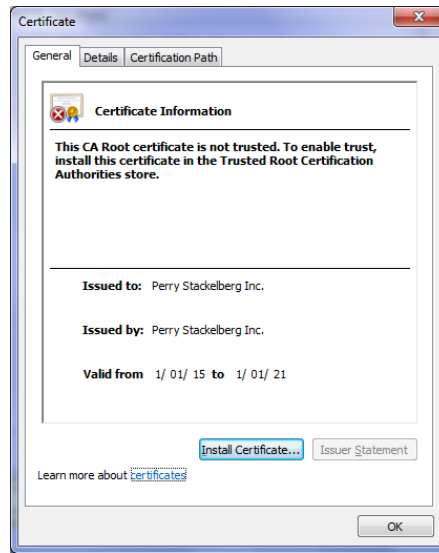 Certificate
General Details Certification Path
Certificate Information
This CA Root certificate is not trusted. To enable trust,
install this certificate in the Trusted Root Certification
Authorities store.
Issued to: Perry Stackelberg Inc.
Issued by: Perry Stackelberg Inc.
Valid from 1/ 01/ 15 to 1/ 01/ 21
Install Certificate... Issuer Statement
Learn more about certificates
OK